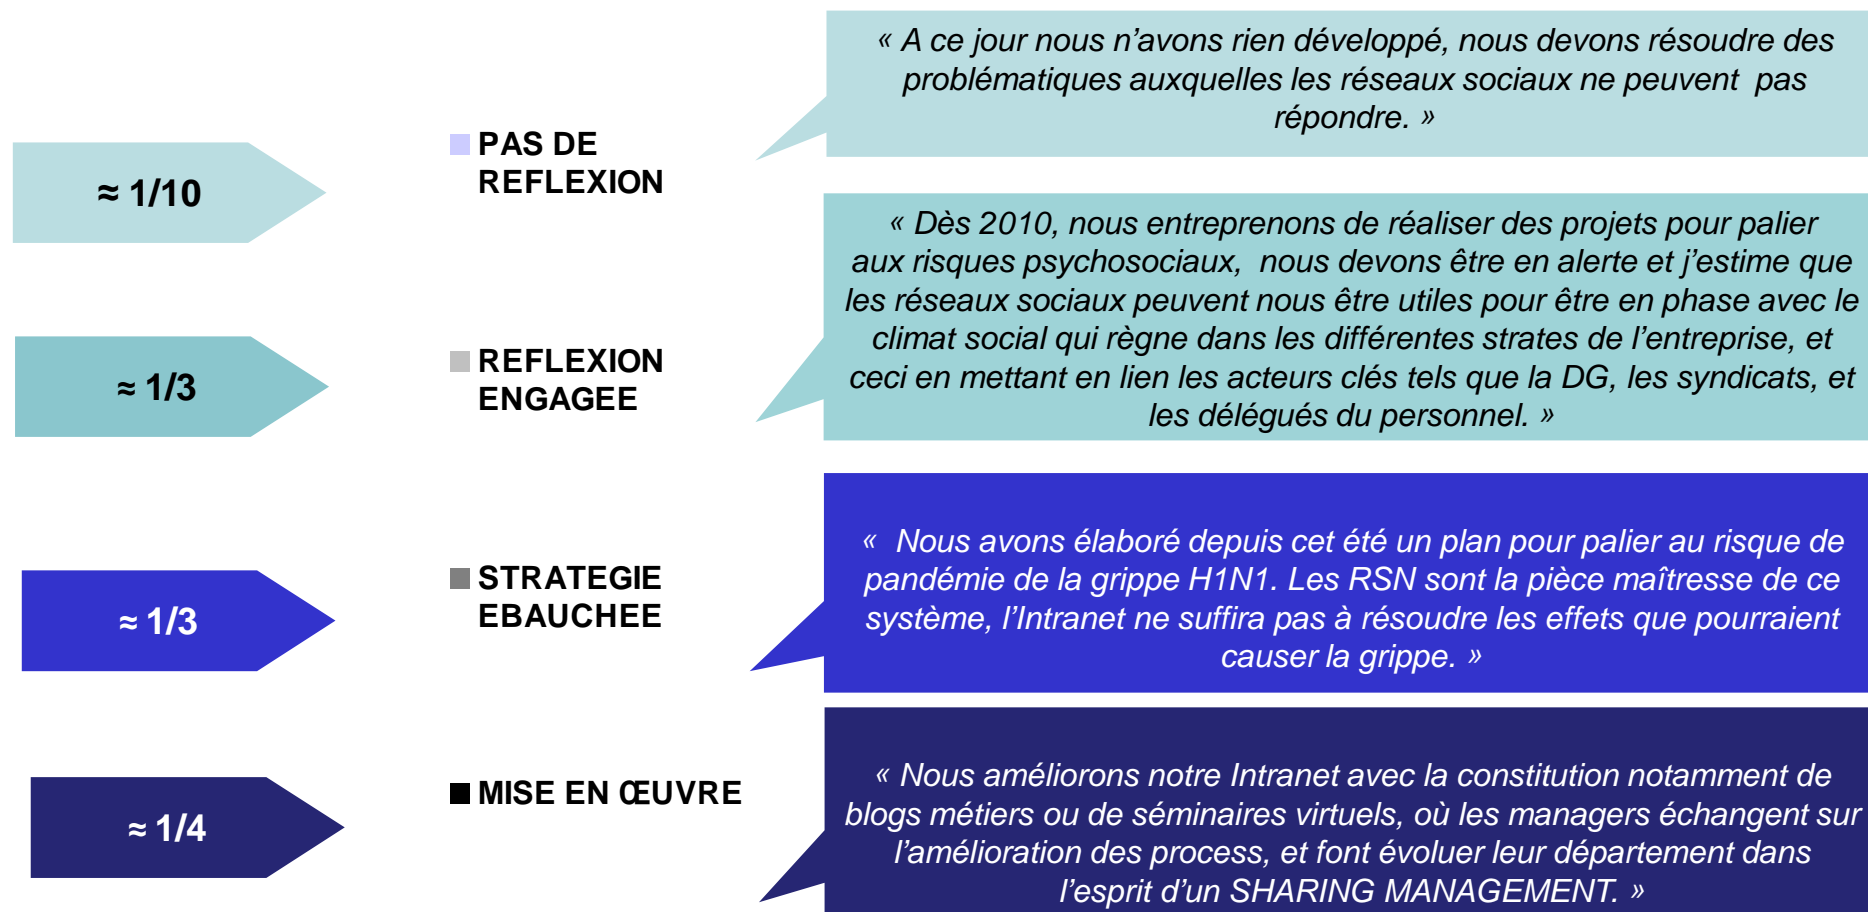 ≈ 1/10
PAS DE
REFLEXION
« A ce jour nous n’avons rien développé, nous devons résoudre des
problématiques auxquelles les réseaux sociaux ne peuvent pas
répondre. »
≈ 1/3
REFLEXION
ENGAGEE
« Dès 2010, nous entreprenons de réaliser des projets pour palier
aux risques psychosociaux, nous devons être en alerte et j’estime que
les réseaux sociaux peuvent nous être utiles pour être en phase avec le
climat social qui règne dans les différentes strates de l’entreprise, et
ceci en mettant en lien les acteurs clés tels que la DG, les syndicats, et
les délégués du personnel. »
≈ 1/3
STRATEGIE
EBAUCHEE
« Nous avons élaboré depuis cet été un plan pour palier au risque de
pandémie de la grippe H1N1. Les RSN sont la pièce maîtresse de ce
système, l’Intranet ne suffira pas à résoudre les effets que pourraient
causer la grippe. »
≈ 1/4
MISE EN ŒUVRE
« Nous améliorons notre Intranet avec la constitution notamment de
blogs métiers ou de séminaires virtuels, où les managers échangent sur
l’amélioration des process, et font évoluer leur département dans
l’esprit d’un SHARING MANAGEMENT. »